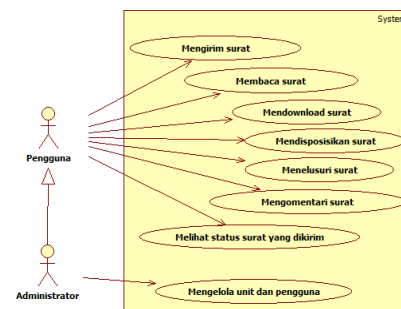 System
Mengirim surat
Membaca surat
Mendownload surat
Pengguna
Mendisposisikan surat
Menelusuri surat
Mengomentari surat
Melihat status surat yang dikirim
Administrator
Mengelola unit dan pengguna